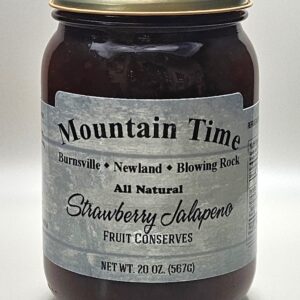 Mountain Time
Burnsville ◆ Newland ◆ Blowing Rock
All Natural
Strawberry Jalapeno
FRUIT CONSERVES
NET WT. 20 OZ. (567G)